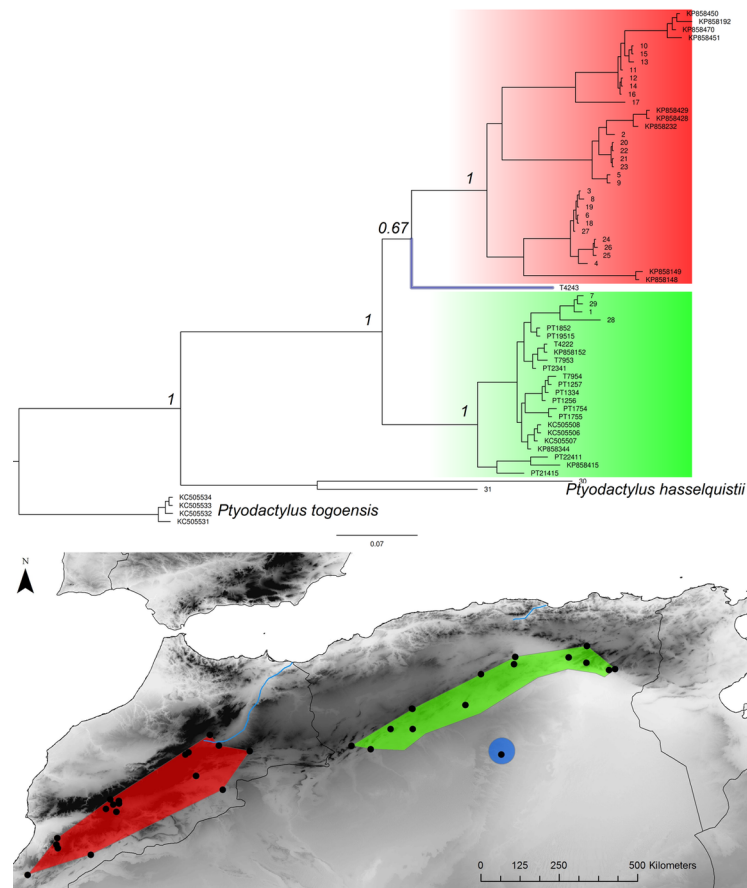 KP858450
KP858192
KP858470
KP858451
10
15
13
11
12
14
16
17
KP858429
KP858428
KP858232
2
20
22
21
23
5
9
1
3
8
19
6
18
27
0.67
24
26
25
4
KP858149
KP858148
T4243
7
29
1
28
1
PT1852
PT19515
T4222
KP858152
T7953
PT2341
T7954
PT1257
PT1334
PT1256
1
1
PT1754
PT1755
KC505508
KC505506
KC505507
KP858344
PT22411
KP858415
PT21415
30
31
Ptyodactylus hasselquistii
KC505534
KC505533
KC505532
KC505531
Ptyodactylus togoensis
0.07
N
0 125 250 500 Kilometers